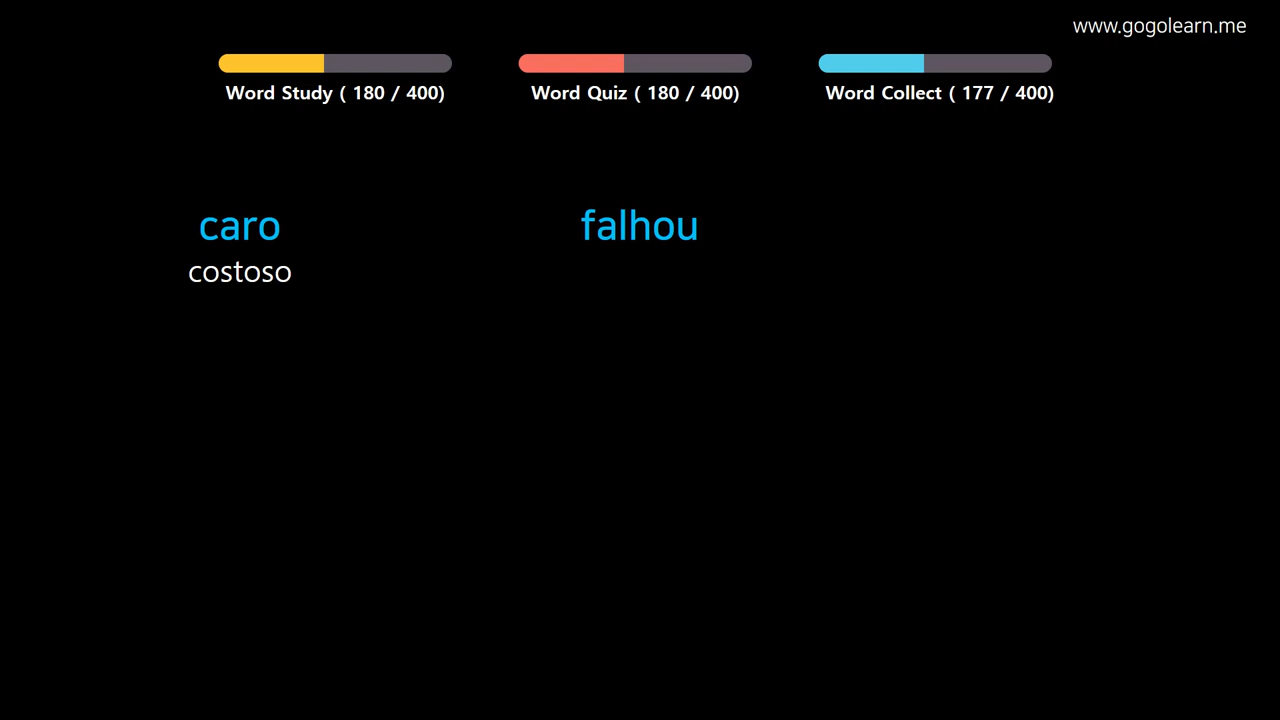 www.gogolearn.me
Word Study ( 180 / 400)
Word Quiz ( 180 / 400)
Word Collect ( 177 / 400)
caro
costoso
falhou